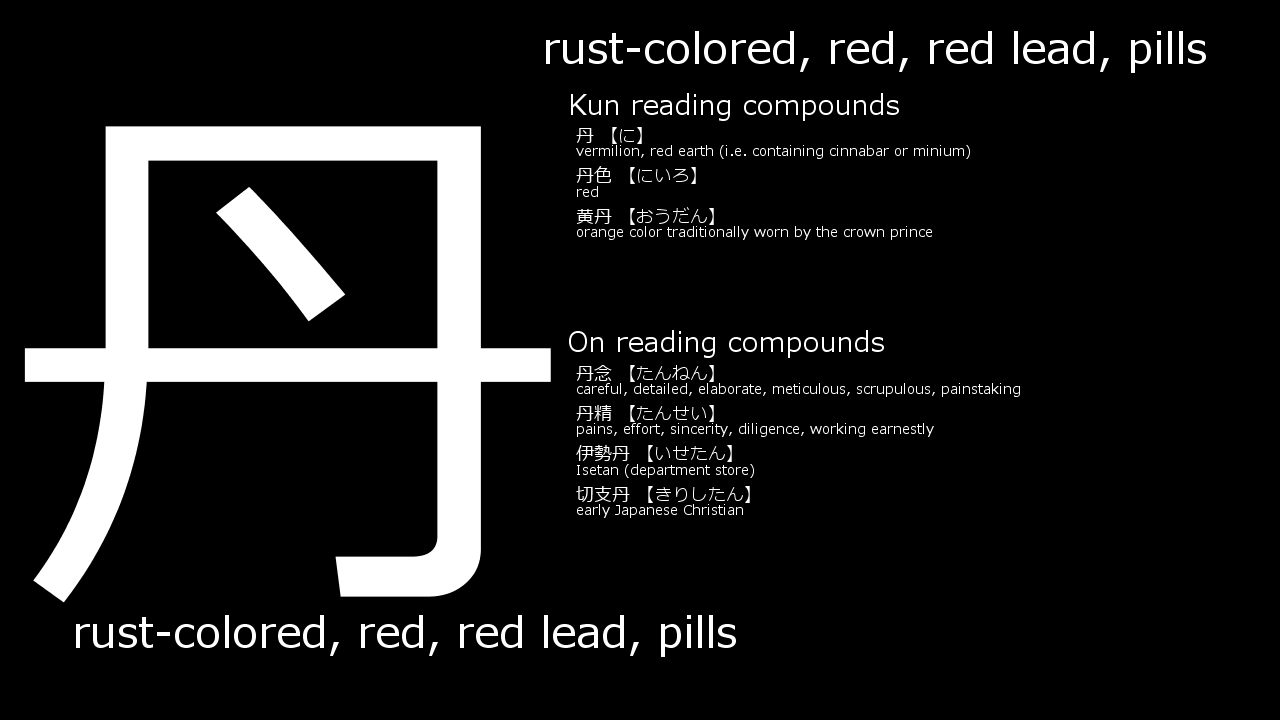 rust-colored, red, red lead, pills
丹
Kun reading compounds
丹 【に】
vermilion, red earth (i.e. containing cinnabar or minium)
丹色 【にいろ】
red
黄丹 【おうだん】
orange color traditionally worn by the crown prince
On reading compounds
丹念 【たんねん】
careful, detailed, elaborate, meticulous, scrupulous, painstaking
丹精 【たんせい】
pains, effort, sincerity, diligence, working earnestly
伊勢丹 【いせたん】
Isetan (department store)
切支丹 【きりしたん】
early Japanese Christian
rust-colored, red, red lead, pills